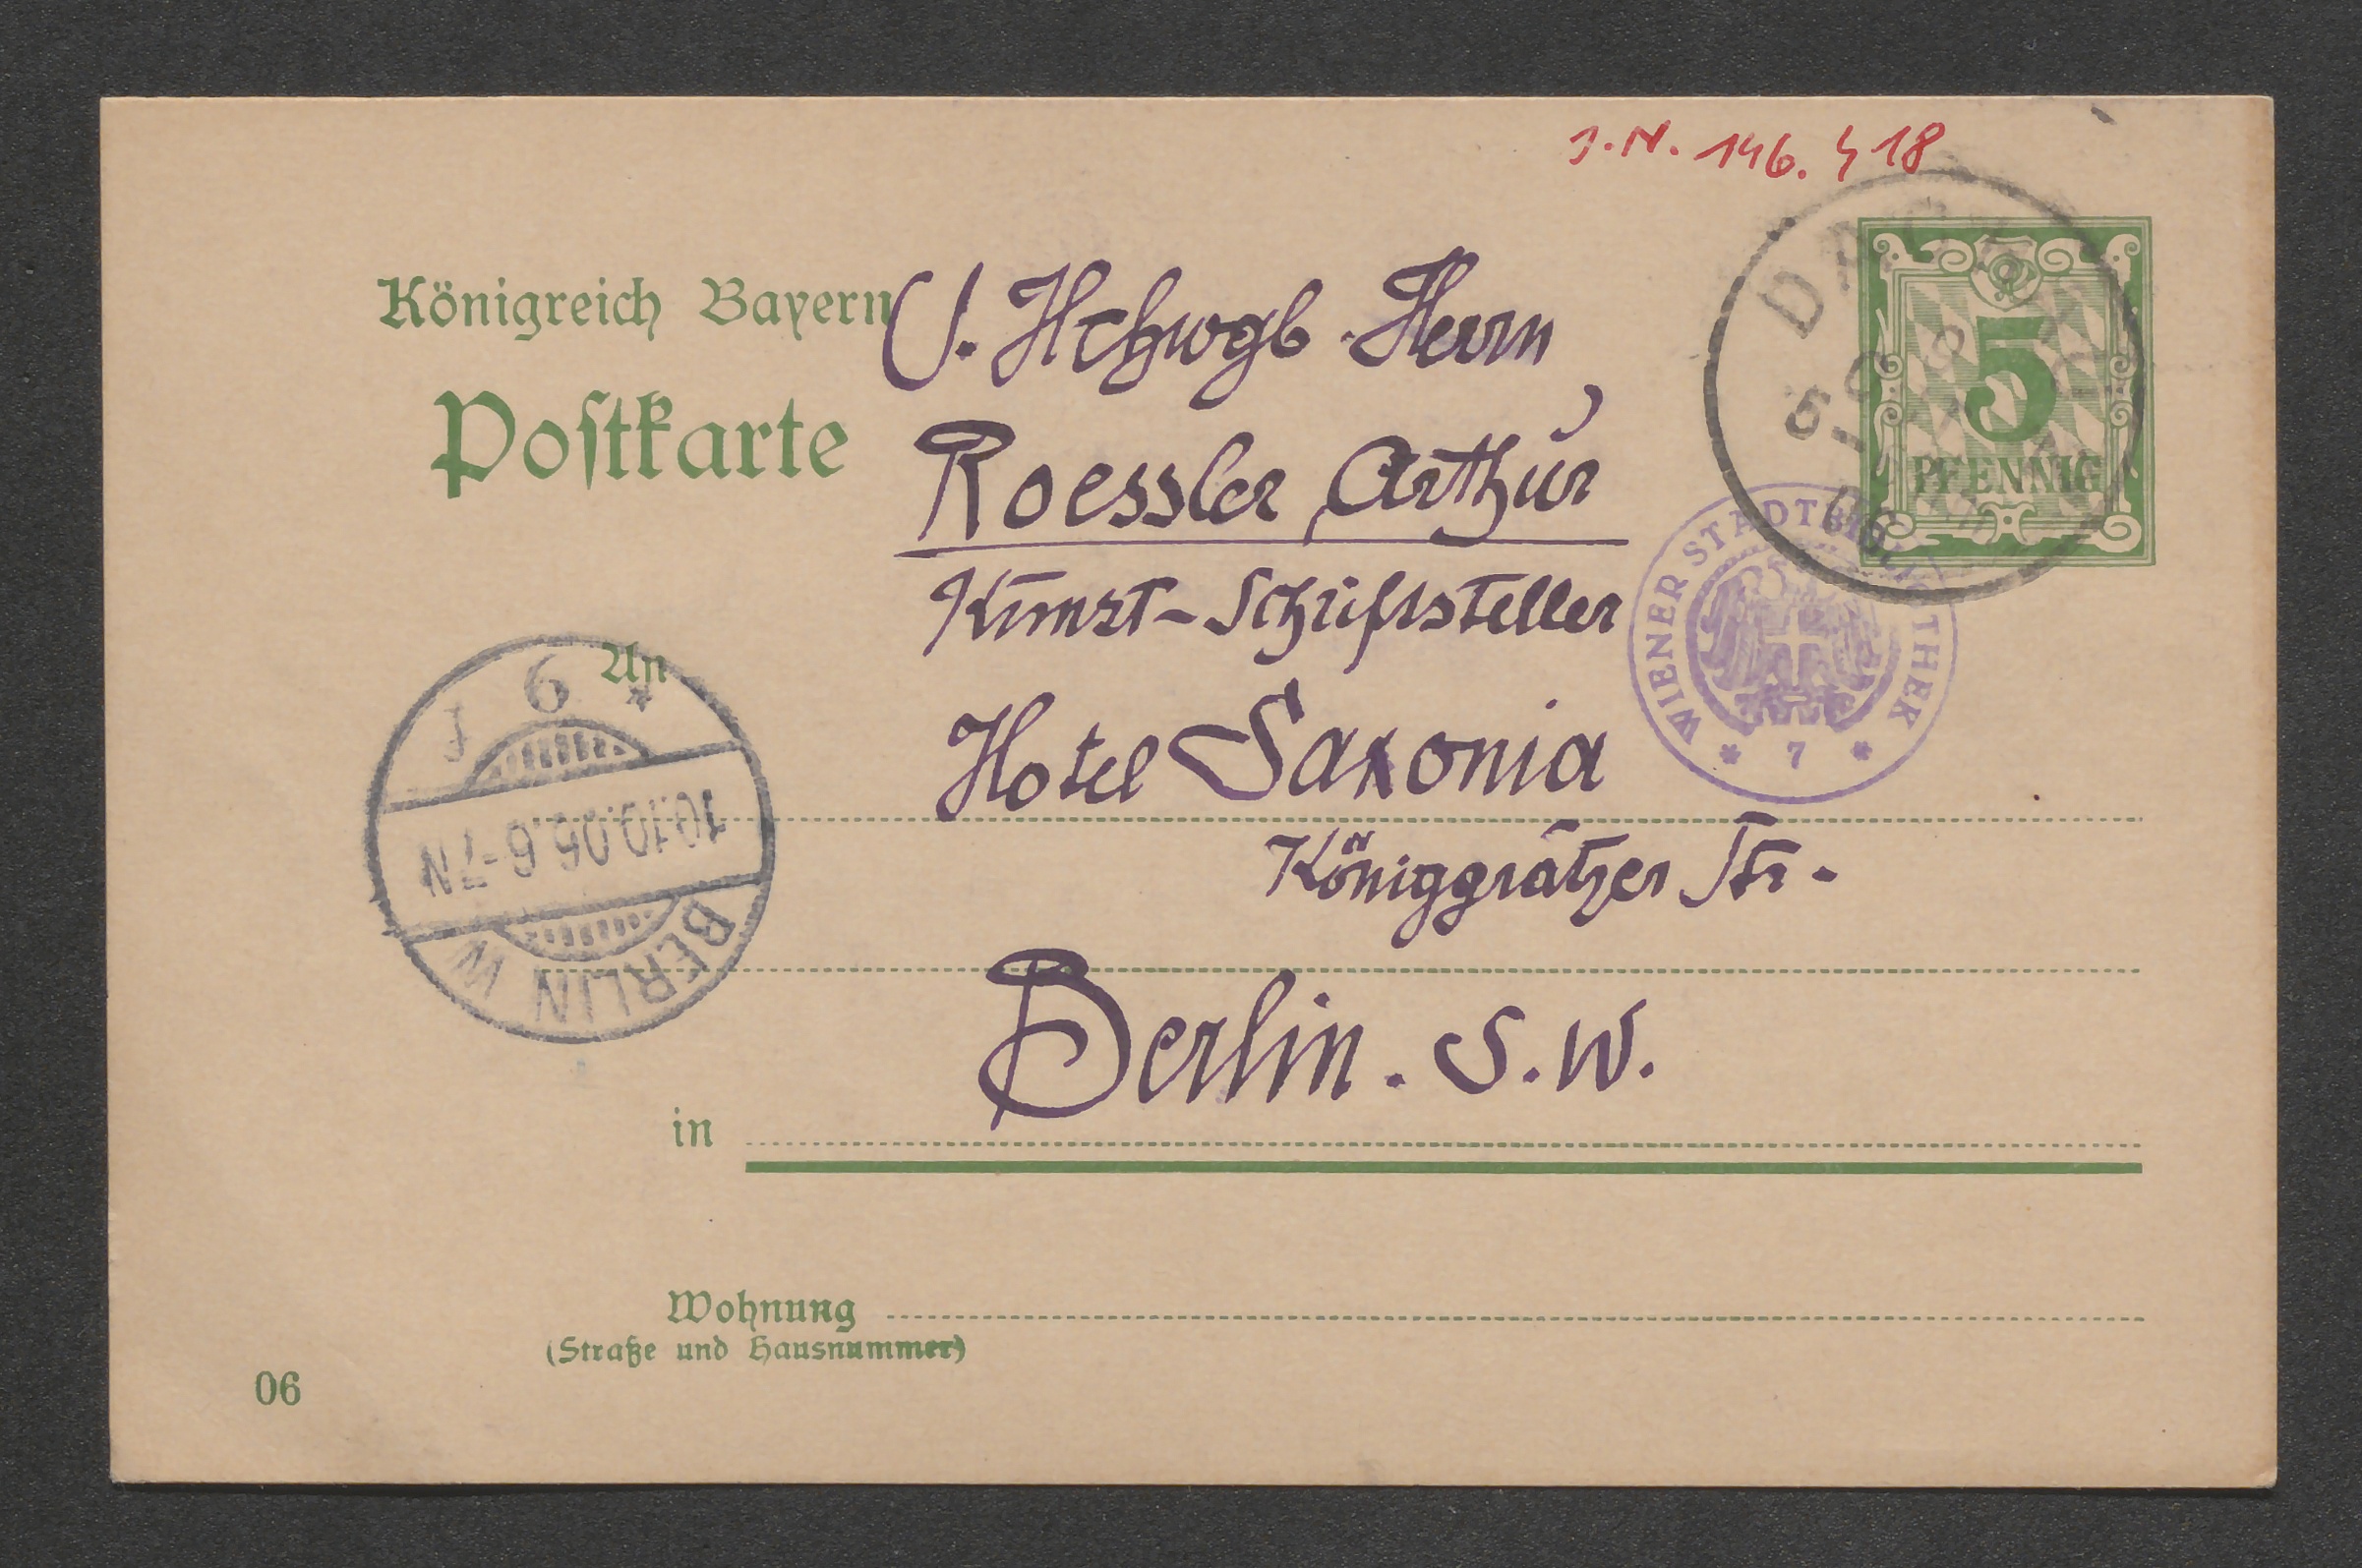 J.N. 146.418
Königreich Bayern
Postkarte
Hchwgb Herrn
Roessler Arthur
Kunst-Schriftsteller
Hotel Saxonia
Königgrätzer Str.
Berlin. S. W.
An
in
Wohnung
(Straße und Hausnummer)
06
5
PFENNIG
WIENER STADTBIBLIOTHEK
* 7 *
BERLIN W
10.10.06.6-7N